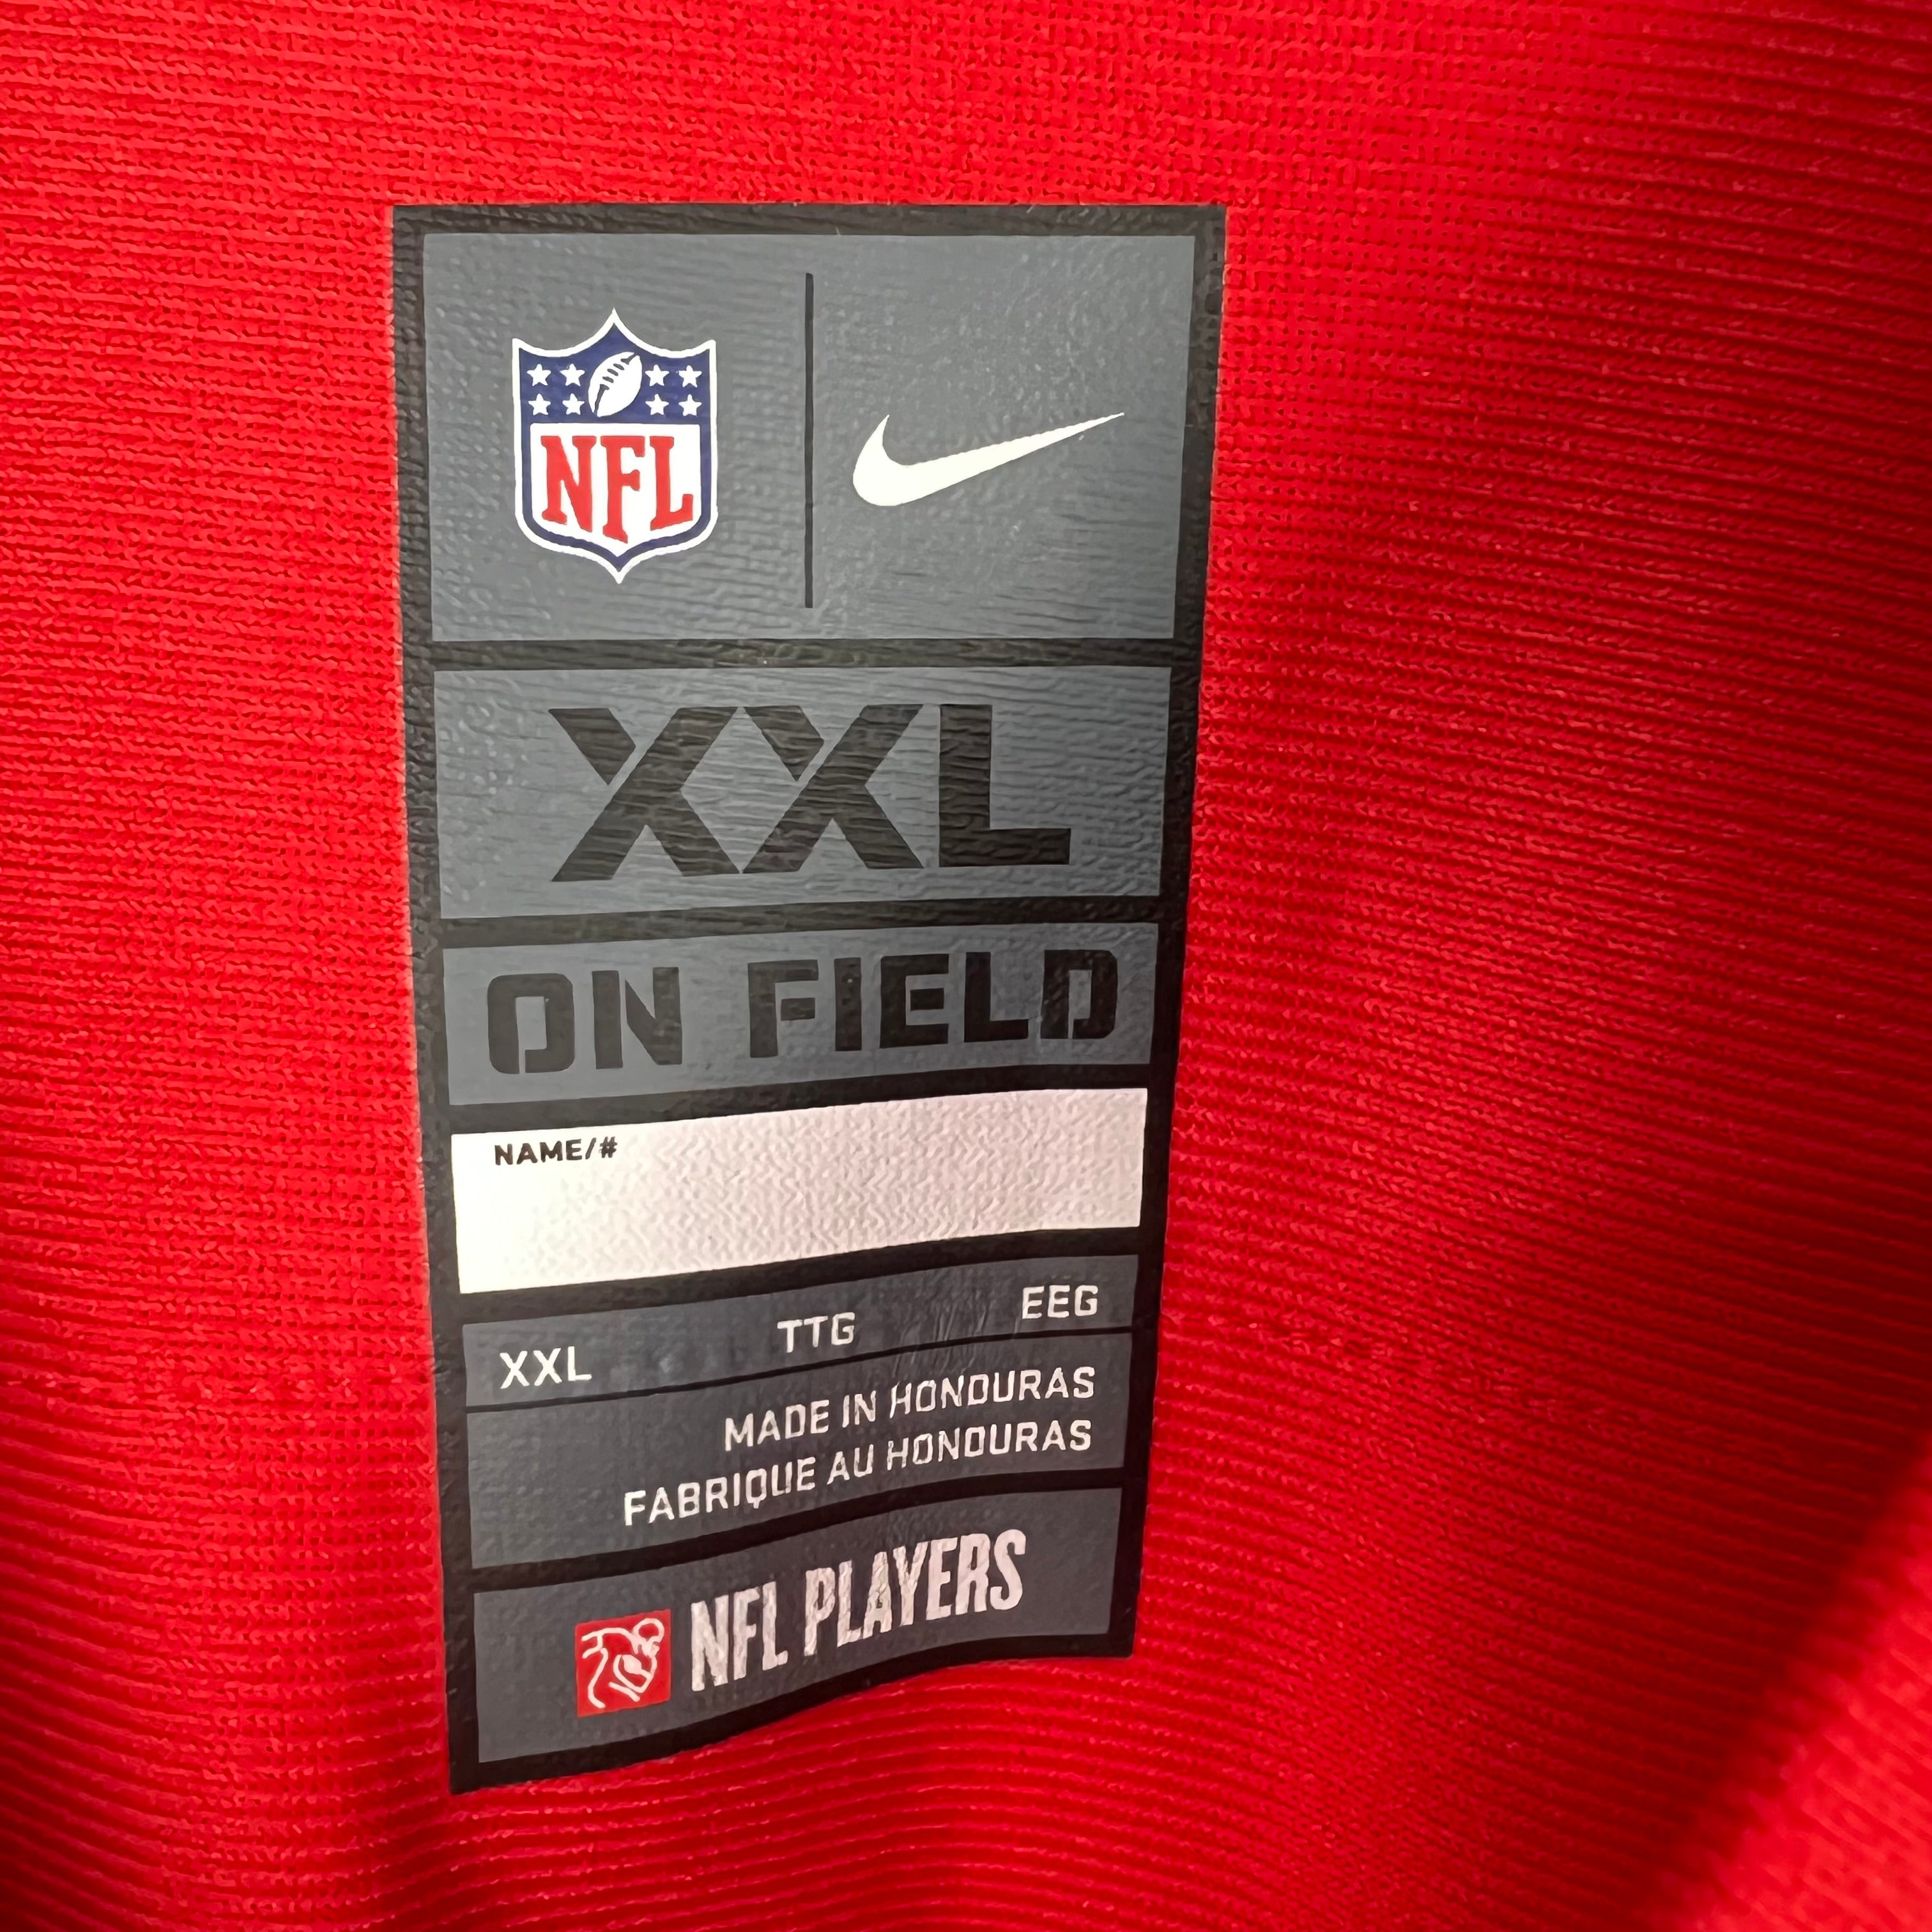 NFL
XXL
ON FIELD
NAME/#
XXL TTG EEG
MADE IN HONDURAS
FABRIQUE AU HONDURAS
NFL PLAYERS